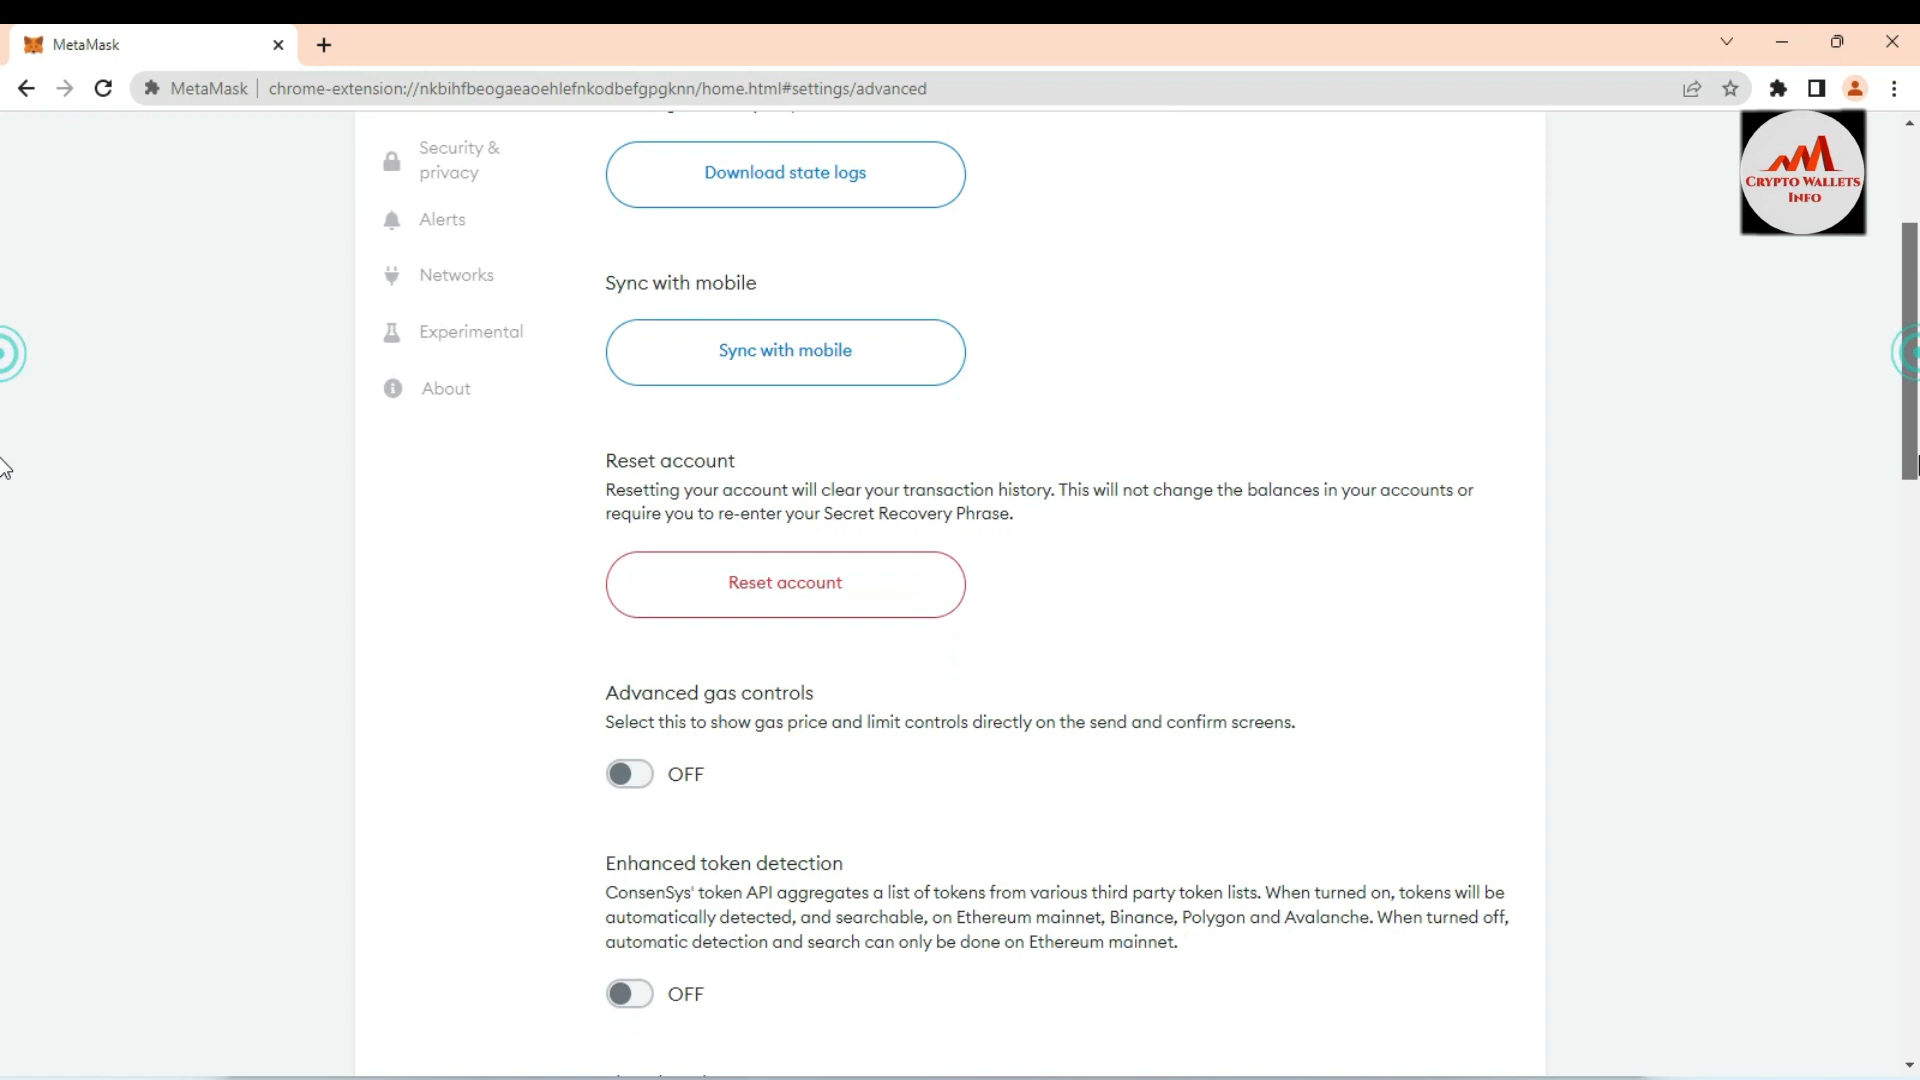 MetaMask
MetaMask | chrome-extension://nkbihfbeogaeaoehlefnkodbefgpgknn/home.html#settings/advanced
CRYPTO WALLETS
INFO
Security &
privacy
Alerts
Networks
Experimental
About
Download state logs
Sync with mobile
Sync with mobile
Reset account
Resetting your account will clear your transaction history. This will not change the balances in your accounts or
require you to re-enter your Secret Recovery Phrase.
Reset account
Advanced gas controls
Select this to show gas price and limit controls directly on the send and confirm screens.
OFF
Enhanced token detection
ConsenSys' token API aggregates a list of tokens from various third party token lists. When turned on, tokens will be
automatically detected, and searchable, on Ethereum mainnet, Binance, Polygon and Avalanche. When turned off,
automatic detection and search can only be done on Ethereum mainnet.
OFF